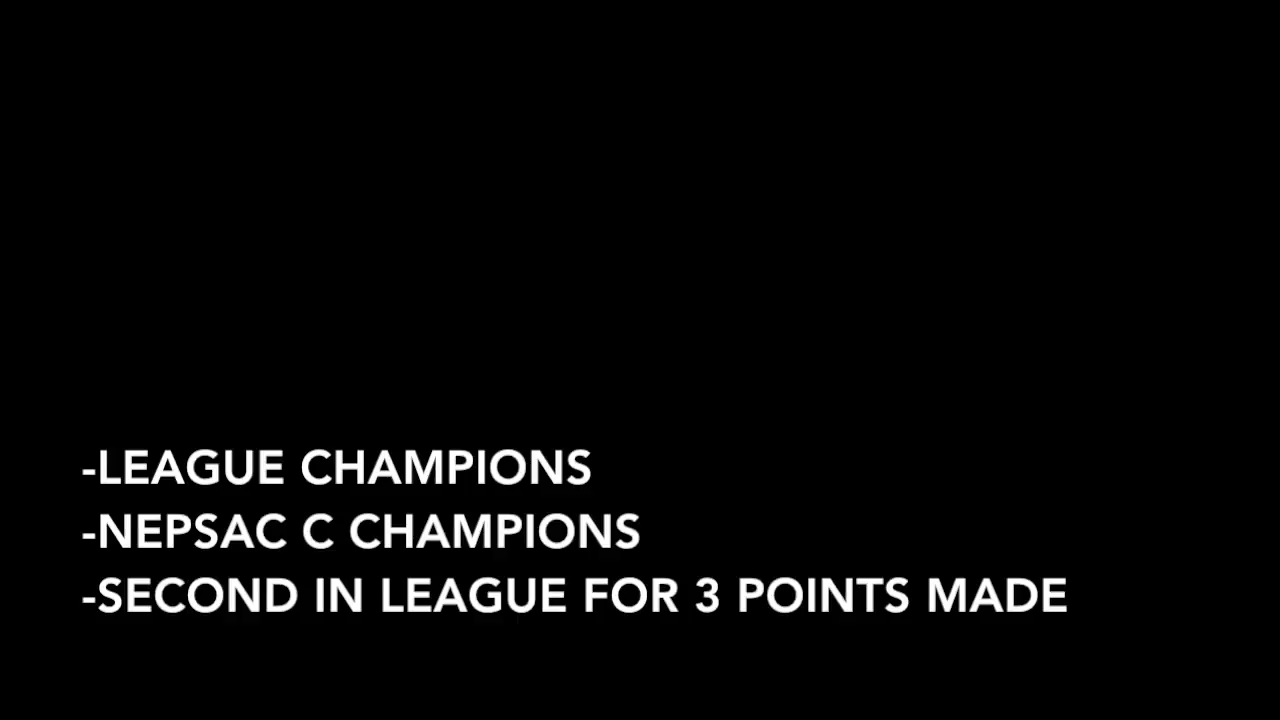 -LEAGUE CHAMPIONS
-NEPSAC C CHAMPIONS
-SECOND IN LEAGUE FOR 3 POINTS MADE